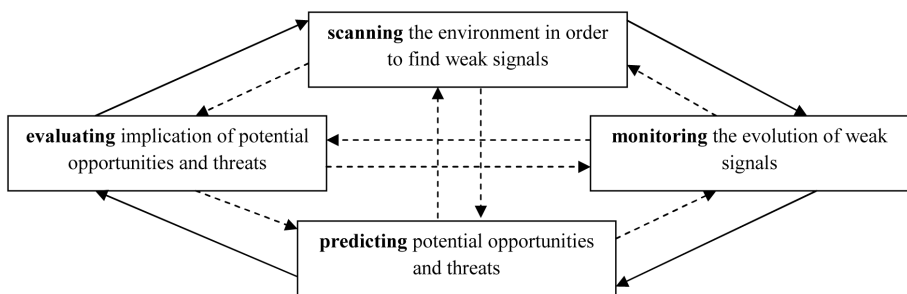 scanning the environment in order
to find weak signals
evaluating implication of potential
opportunities and threats
monitoring the evolution of weak
signals
predicting potential opportunities
and threats